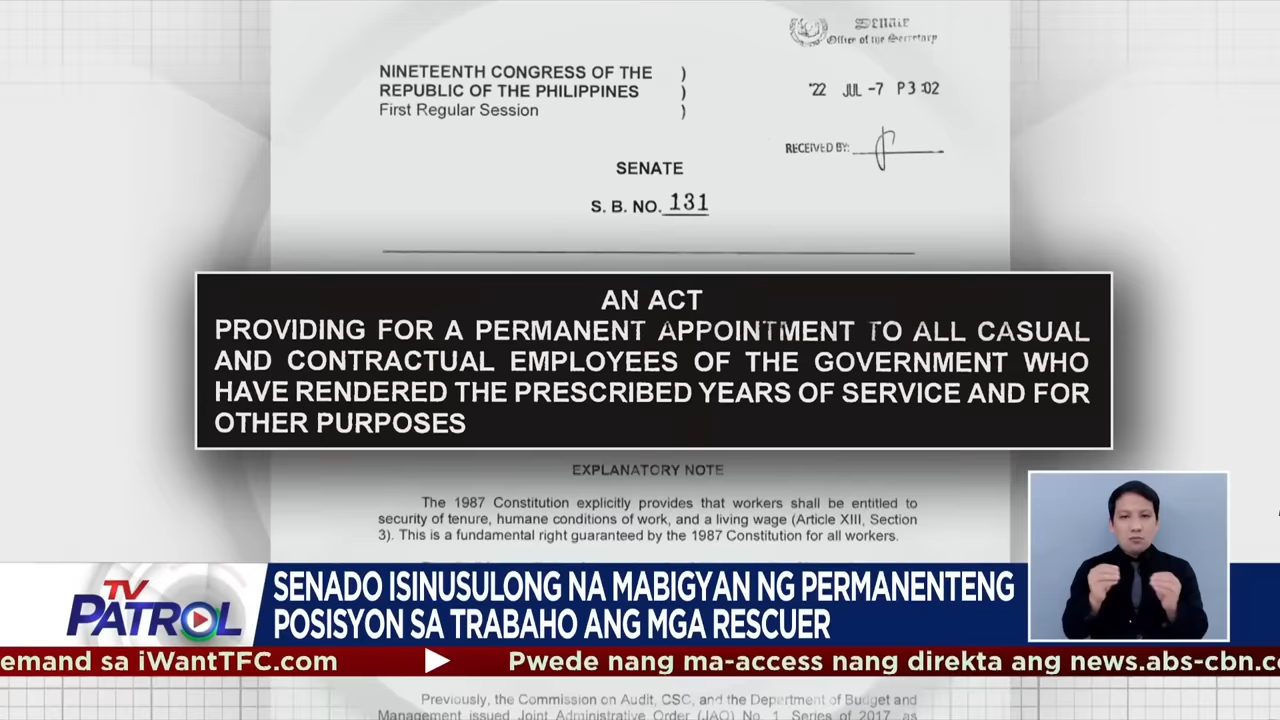 SENATE
Office of the Secretary
NINETEENTH CONGRESS OF THE )
REPUBLIC OF THE PHILIPPINES )
First Regular Session )
'22 JUL -7 P3:02
RECEIVED BY:
SENATE
S. B. NO. 131
AN ACT
PROVIDING FOR A PERMANENT APPOINTMENT TO ALL CASUAL
AND CONTRACTUAL EMPLOYEES OF THE GOVERNMENT WHO
HAVE RENDERED THE PRESCRIBED YEARS OF SERVICE AND FOR
OTHER PURPOSES
EXPLANATORY NOTE
The 1987 Constitution explicitly provides that workers shall be entitled to
security of tenure, humane conditions of work, and a living wage (Article XIII, Section
3). This is a fundamental right guaranteed by the 1987 Constitution for all workers.
TV PATROL
SENADO ISINUSULONG NA MABIGYAN NG PERMANENTENG
POSISYON SA TRABAHO ANG MGA RESCUER
emand sa iWantTFC.com Pwede nang ma-access nang direkta ang news.abs-cbn.co
Previously, the Commission on Audit, CSC, and the Department of Budget and
Management issued Joint Administrative Order (JAO) No. 1, Series of 2017, as